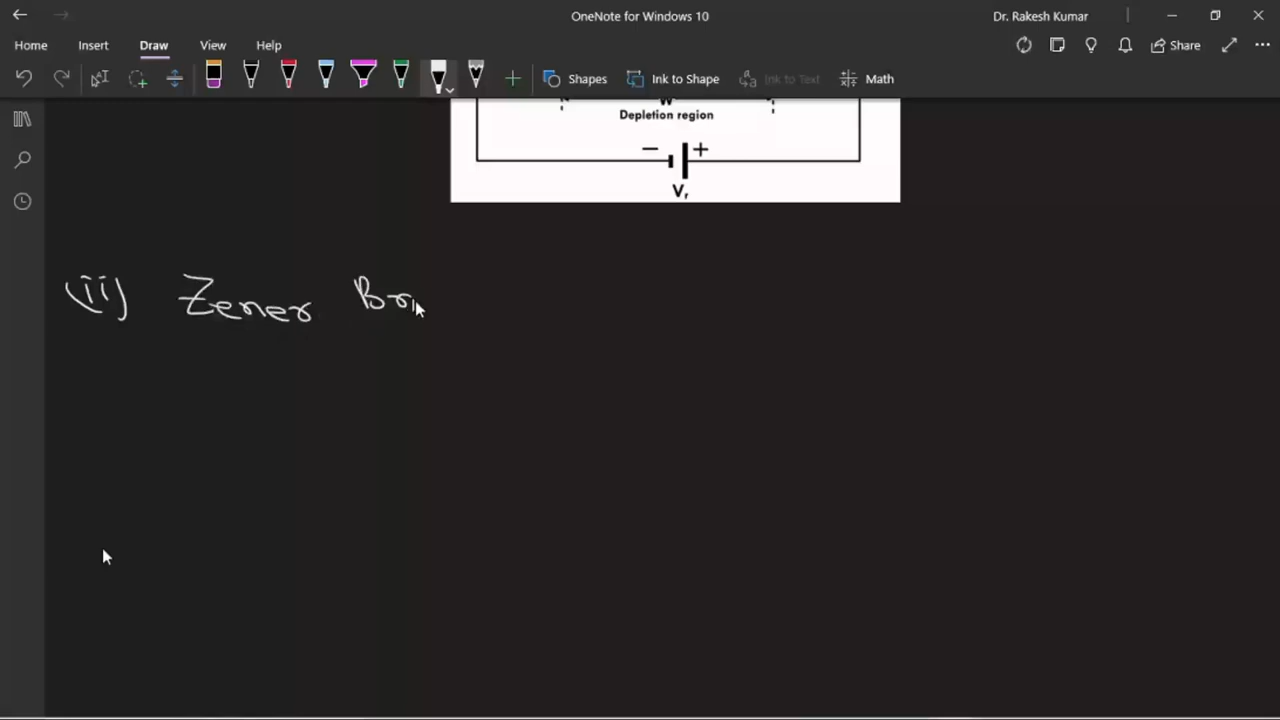 OneNote for Windows 10
Dr. Rakesh Kumar
Home Insert Draw View Help
Share
Shapes Ink to Shape Ink to Text Math
W
Depletion region
− +
Vr
(ii) Zener Br